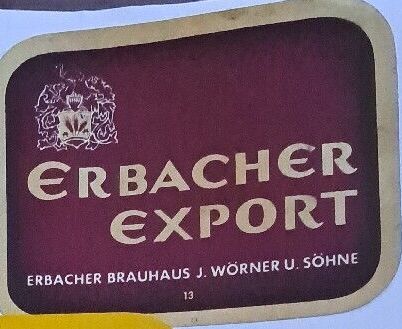 ERBACHER
EXPORT
ERBACHER BRAUHAUS J. WÖRNER U. SÖHNE
13